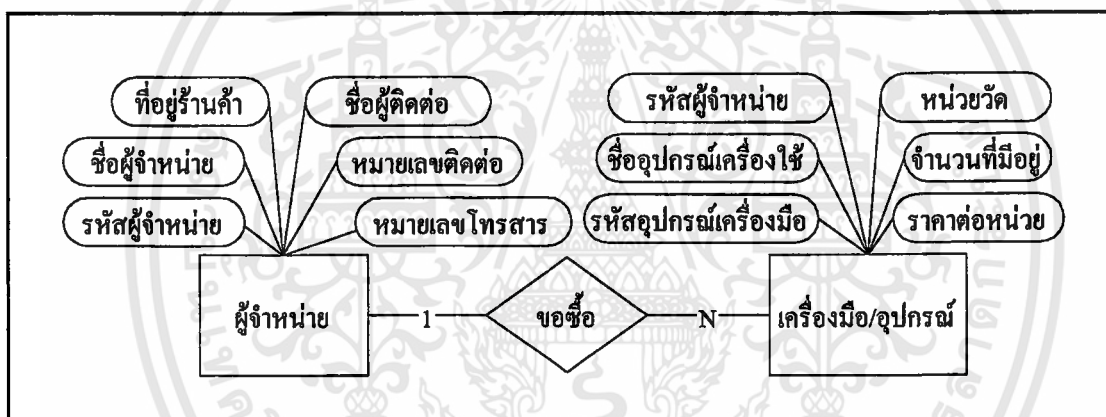 ที่อยู่ร้านค้า ชื่อผู้ติดต่อ รหัสผู้จำหน่าย หน่วยวัด
ชื่อผู้จำหน่าย หมายเลขติดต่อ ชื่ออุปกรณ์เครื่องใช้ จำนวนที่มีอยู่
รหัสผู้จำหน่าย หมายเลขโทรสาร รหัสอุปกรณ์เครื่องมือ ราคาต่อหน่วย
ผู้จำหน่าย 1 ขอซื้อ N เครื่องมือ/อุปกรณ์